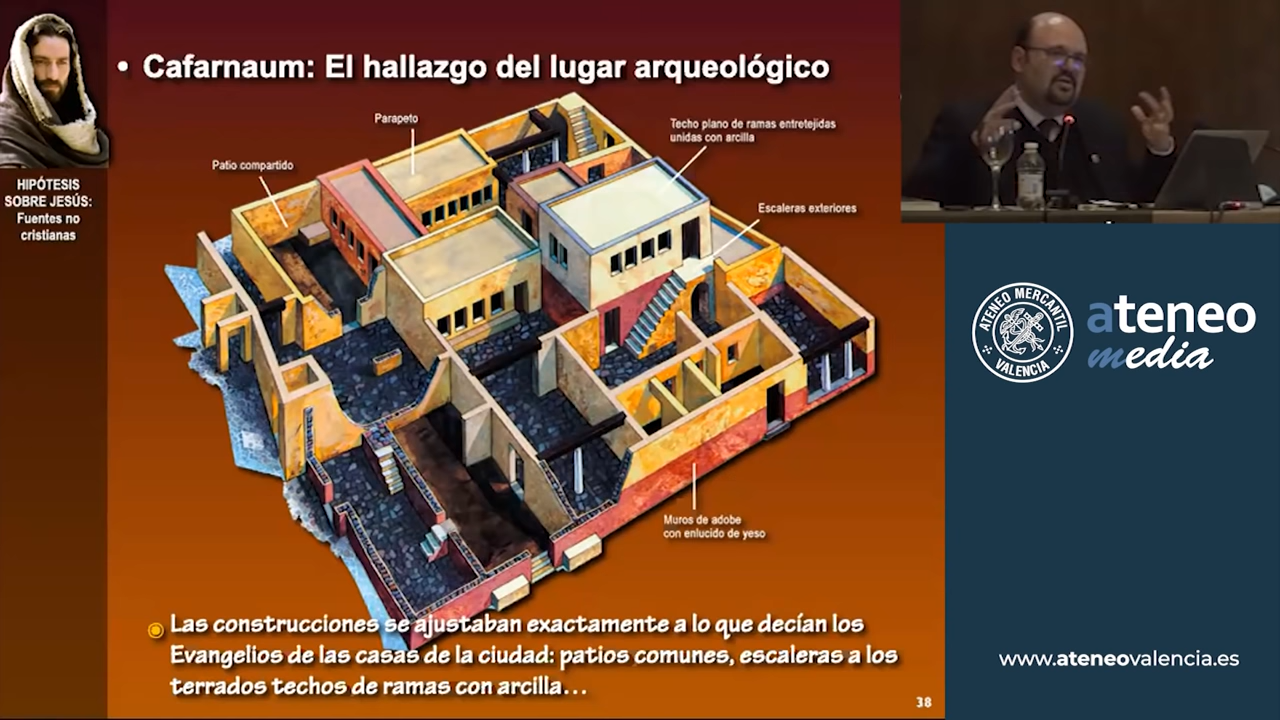 • Cafarnaum: El hallazgo del lugar arqueológico
HIPÓTESIS
SOBRE JESÚS:
Fuentes no
cristianas
Parapeto
Patio compartido
Techo plano de ramas entretejidas
unidas con arcilla
Escaleras exteriores
Muros de adobe
con enlucido de yeso
Las construcciones se ajustaban exactamente a lo que decían los
Evangelios de las casas de la ciudad: patios comunes, escaleras a los
terrados techos de ramas con arcilla...
38
ATENEO MERCANTIL
VALENCIA
ateneo
media
www.ateneovalencia.es